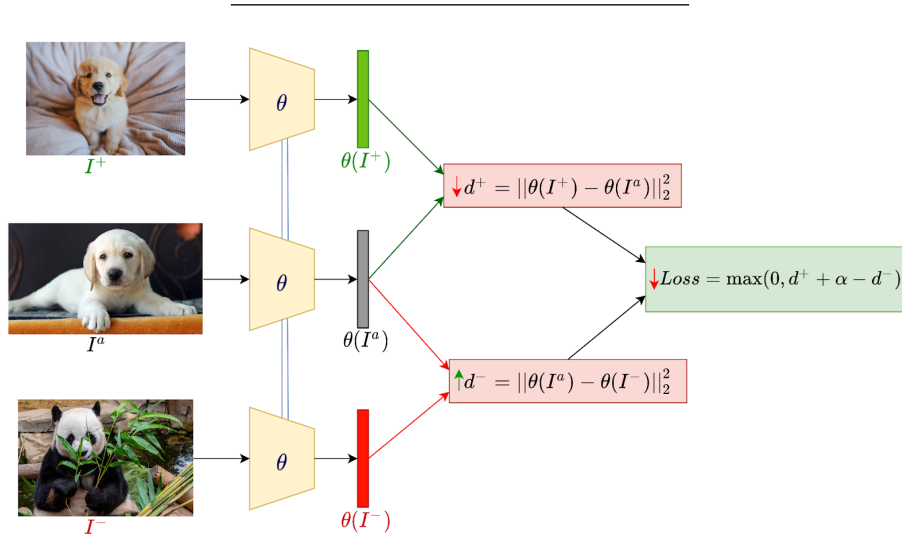 θ
θ(I⁺)
I⁺
↓d⁺ = ||θ(I⁺) − θ(Iᵃ)||₂²
θ
θ(Iᵃ)
Iᵃ
↓Loss = max(0, d⁺ + α − d⁻)
↑d⁻ = ||θ(Iᵃ) − θ(I⁻)||₂²
θ
θ(I⁻)
I⁻